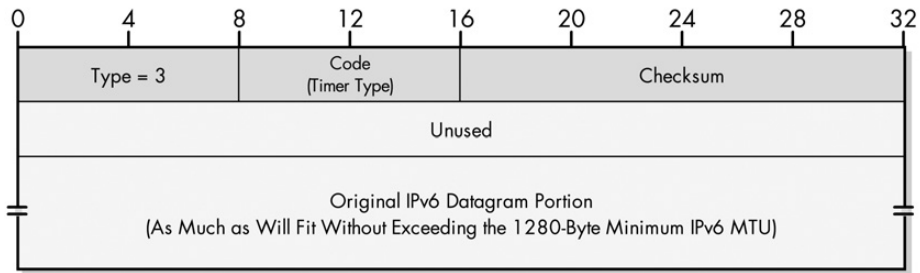 0 4 8 12 16 20 24 28 32
Type = 3
Code
(Timer Type)
Checksum
Unused
Original IPv6 Datagram Portion
(As Much as Will Fit Without Exceeding the 1280-Byte Minimum IPv6 MTU)